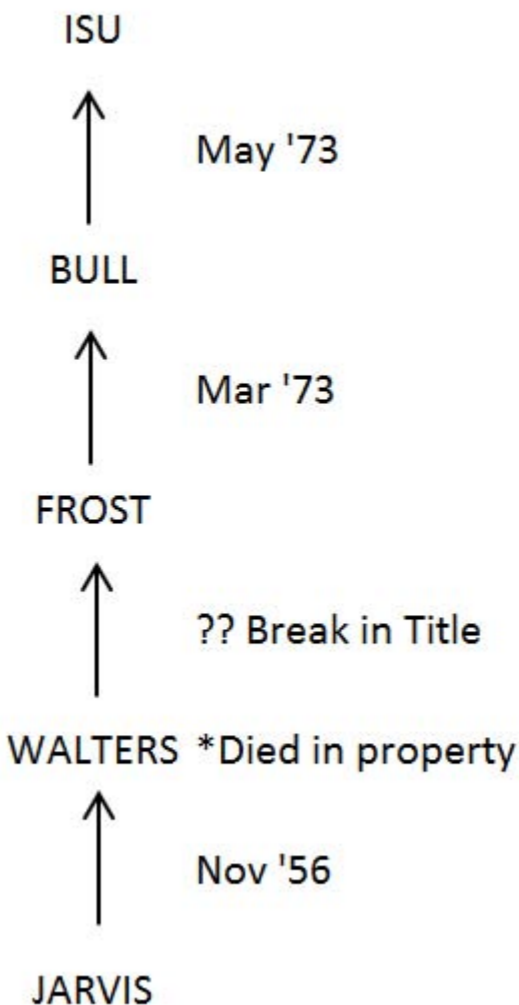 ISU
May '73
BULL
Mar '73
FROST
?? Break in Title
WALTERS *Died in property
Nov '56
JARVIS